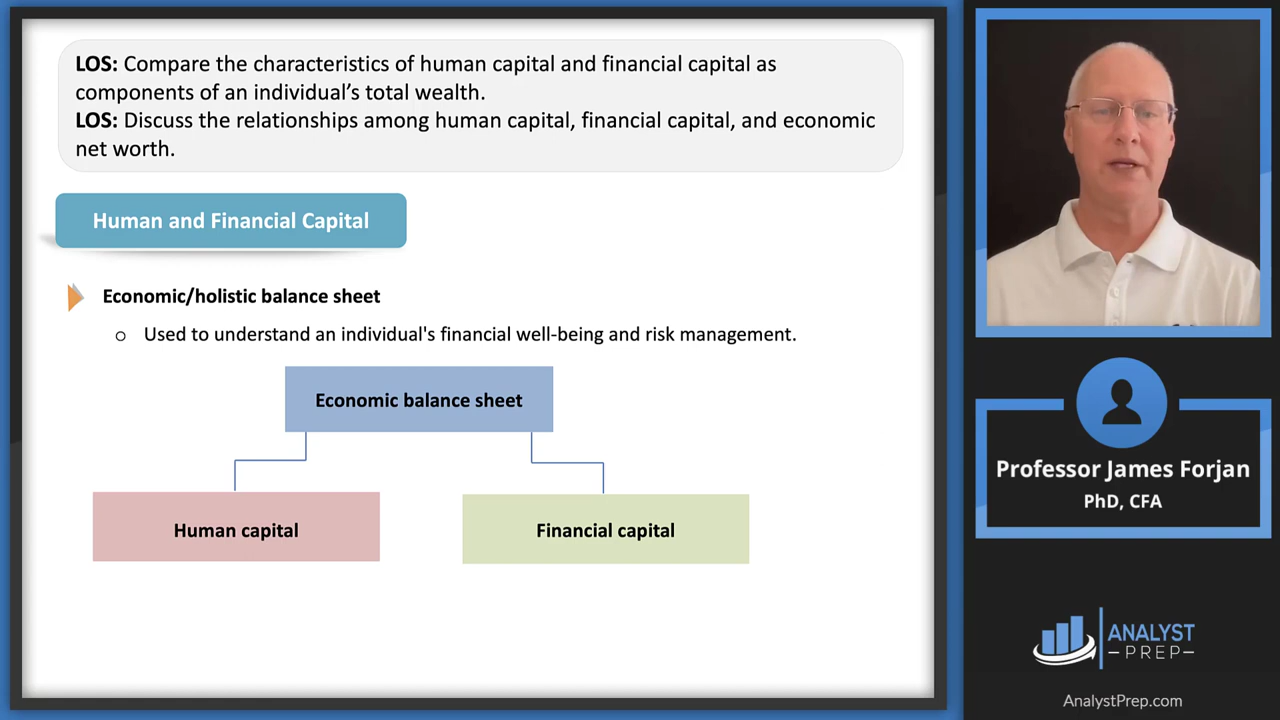 LOS: Compare the characteristics of human capital and financial capital as
components of an individual’s total wealth.
LOS: Discuss the relationships among human capital, financial capital, and economic
net worth.
Human and Financial Capital
Economic/holistic balance sheet
o Used to understand an individual's financial well-being and risk management.
Economic balance sheet
Human capital
Financial capital
Professor James Forjan
PhD, CFA
ANALYST
PREP
AnalystPrep.com